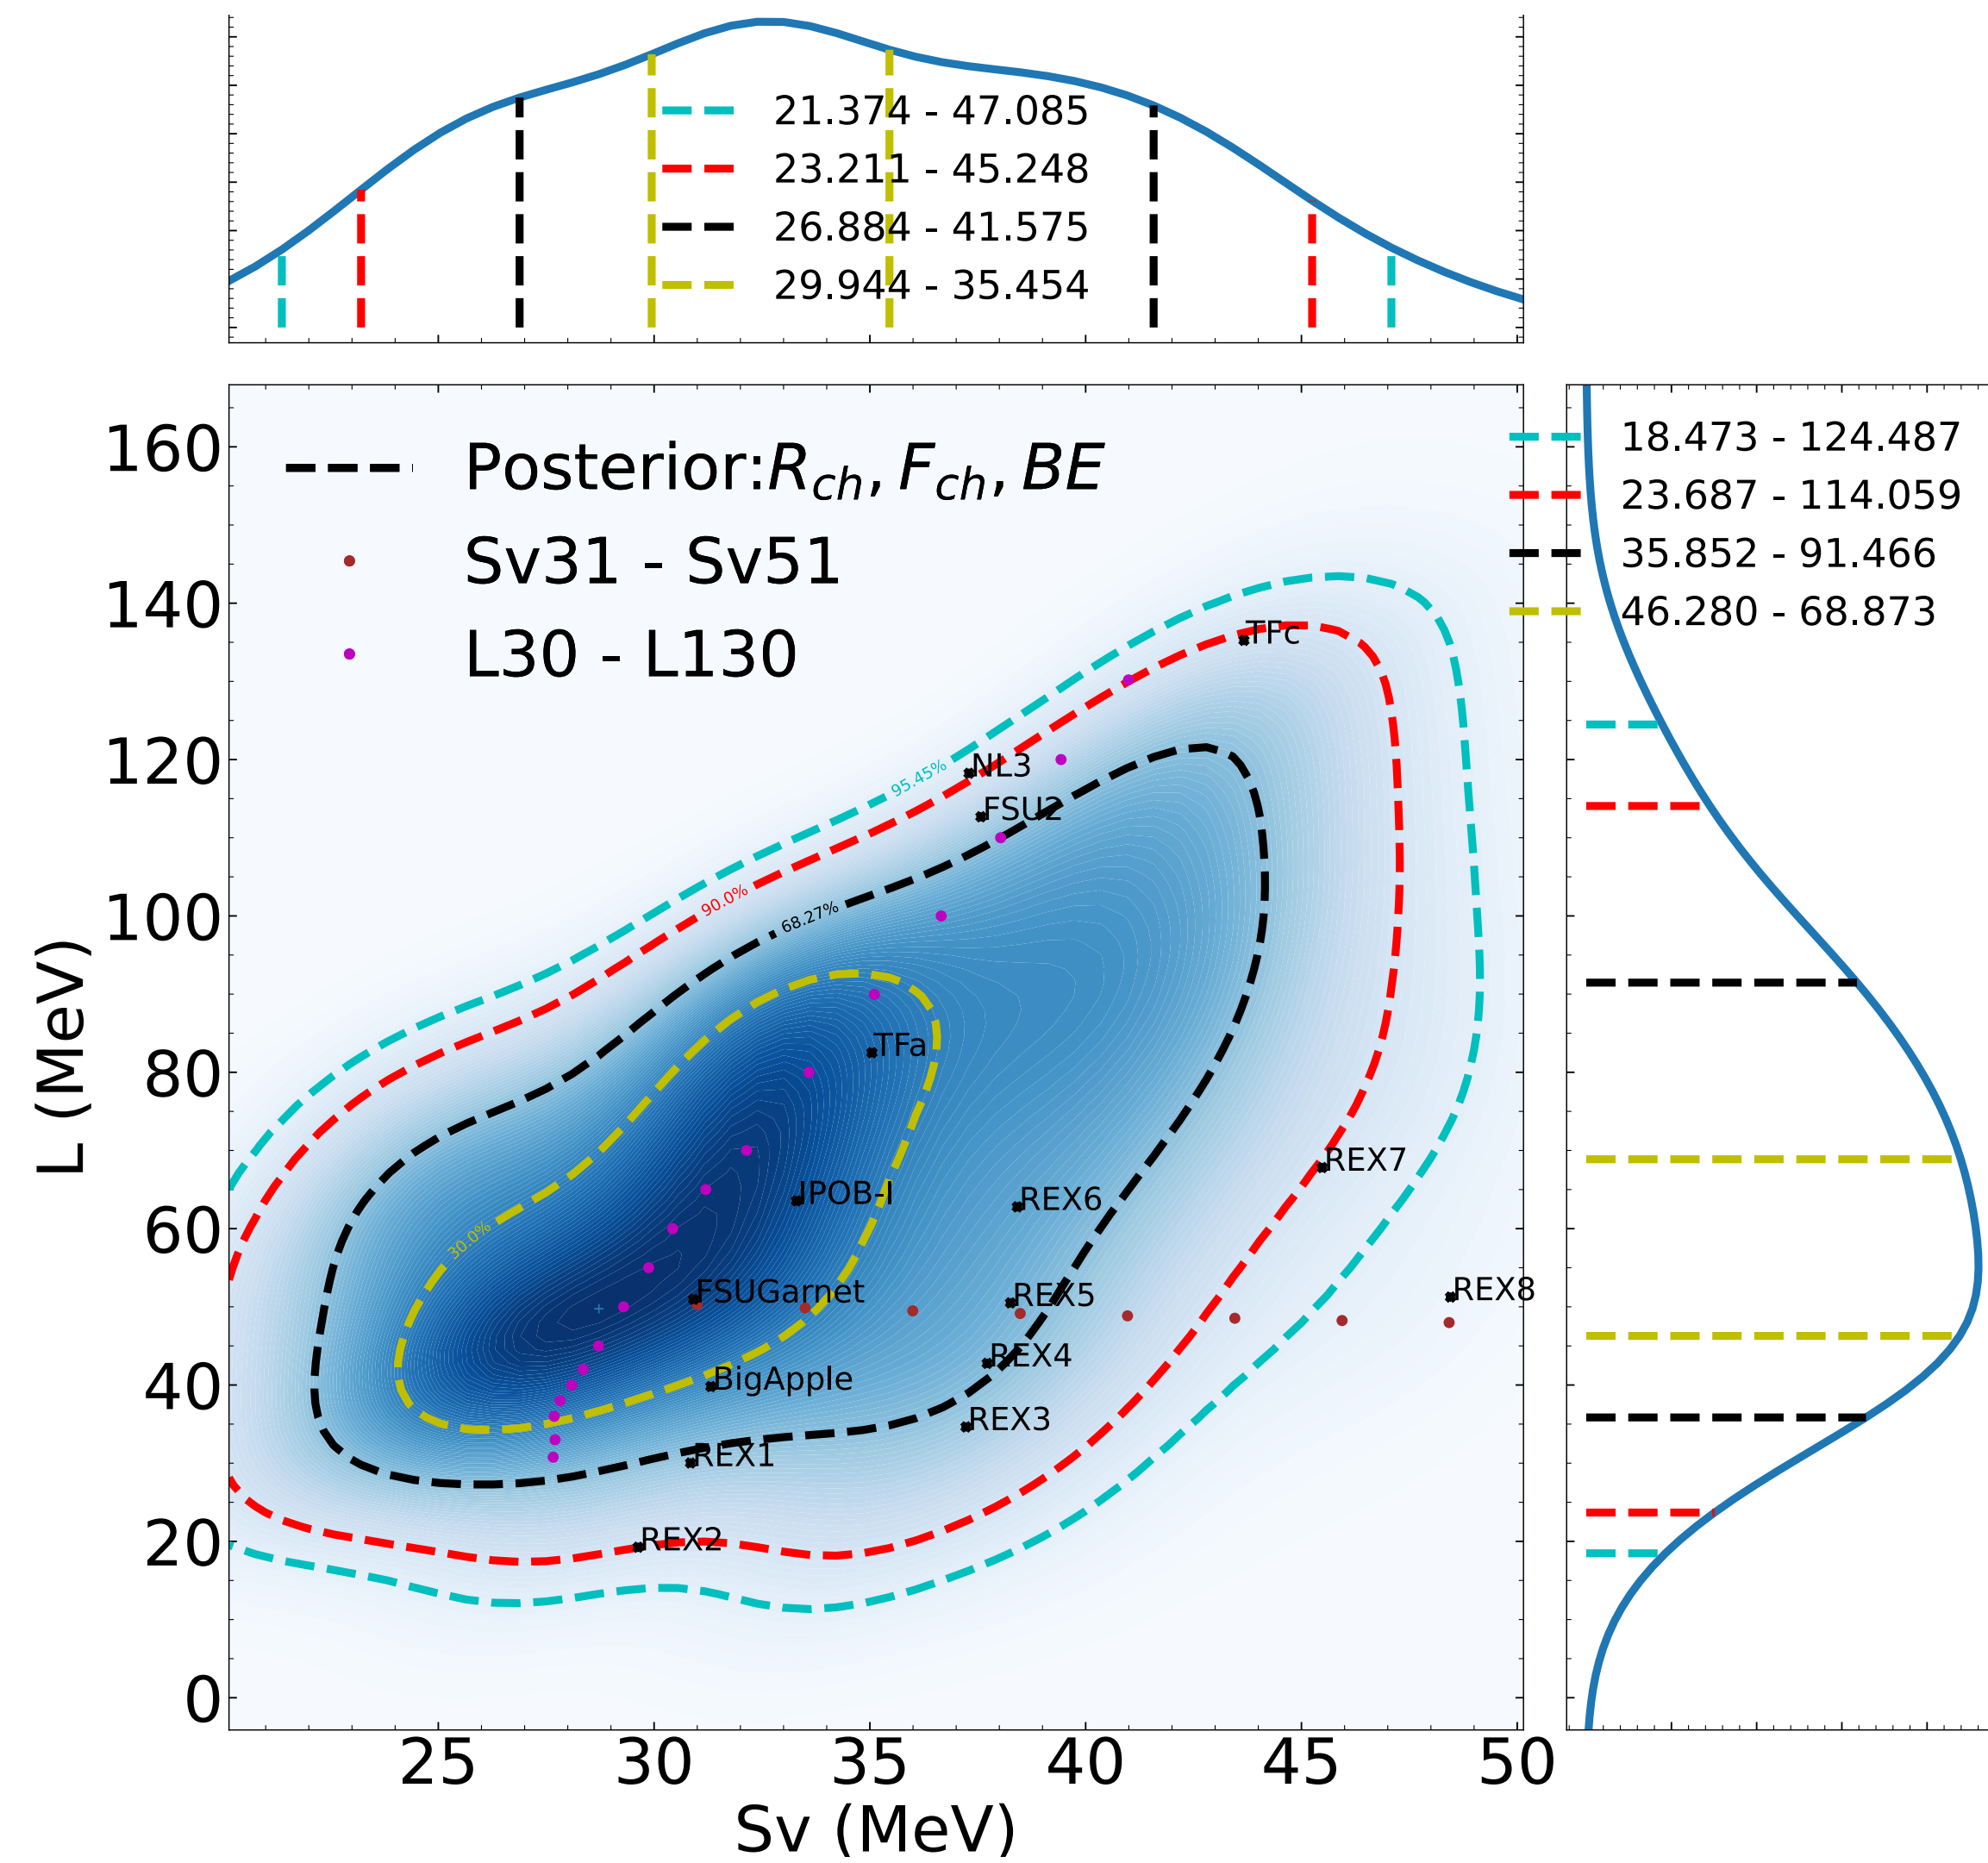 21.374 - 47.085
23.211 - 45.248
26.884 - 41.575
29.944 - 35.454
18.473 - 124.487
23.687 - 114.059
35.852 - 91.466
46.280 - 68.873
Posterior:R_ch, F_ch, BE
Sv31 - Sv51
L30 - L130
160
140
120
100
80
60
40
20
0
L (MeV)
TFc
NL3
95.45%
FSU2
90.0%
68.27%
TFa
REX7
JPOB-I
REX6
30.0%
FSUGarnet
REX5
REX8
REX4
BigApple
REX3
REX1
REX2
25 30 35 40 45 50
Sv (MeV)